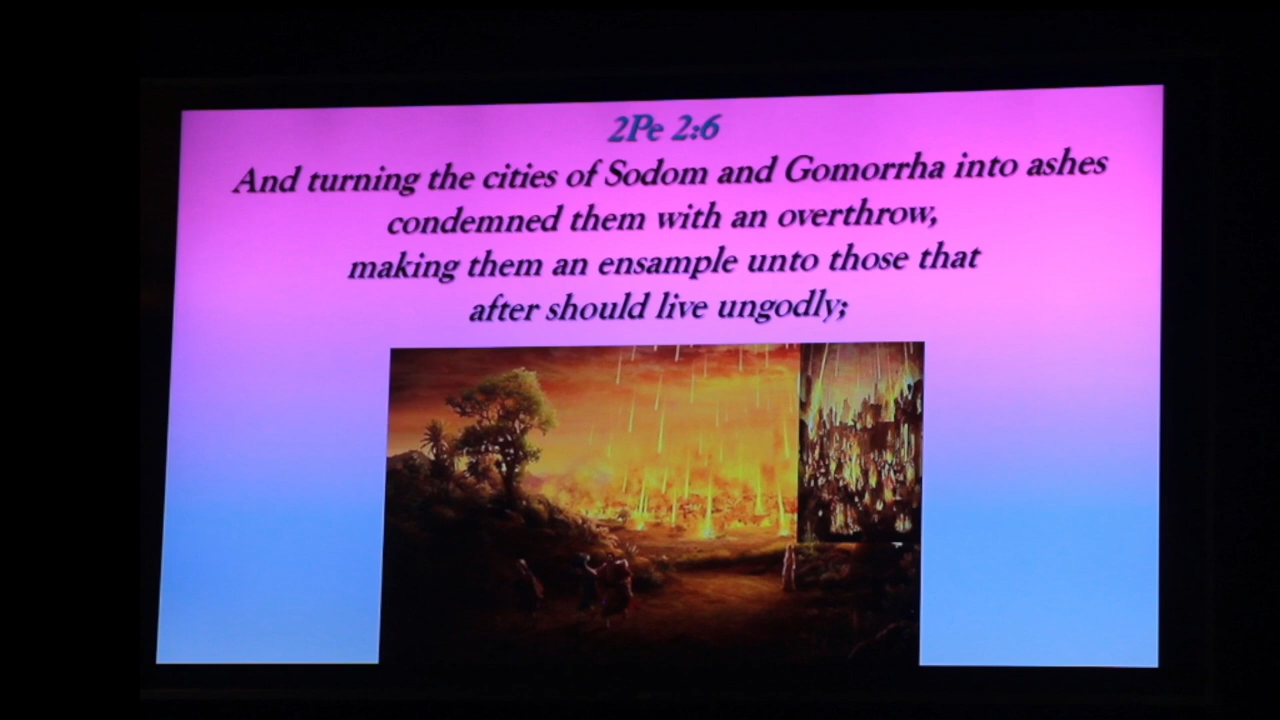 2Pe 2:6
And turning the cities of Sodom and Gomorrha into ashes
condemned them with an overthrow,
making them an ensample unto those that
after should live ungodly;